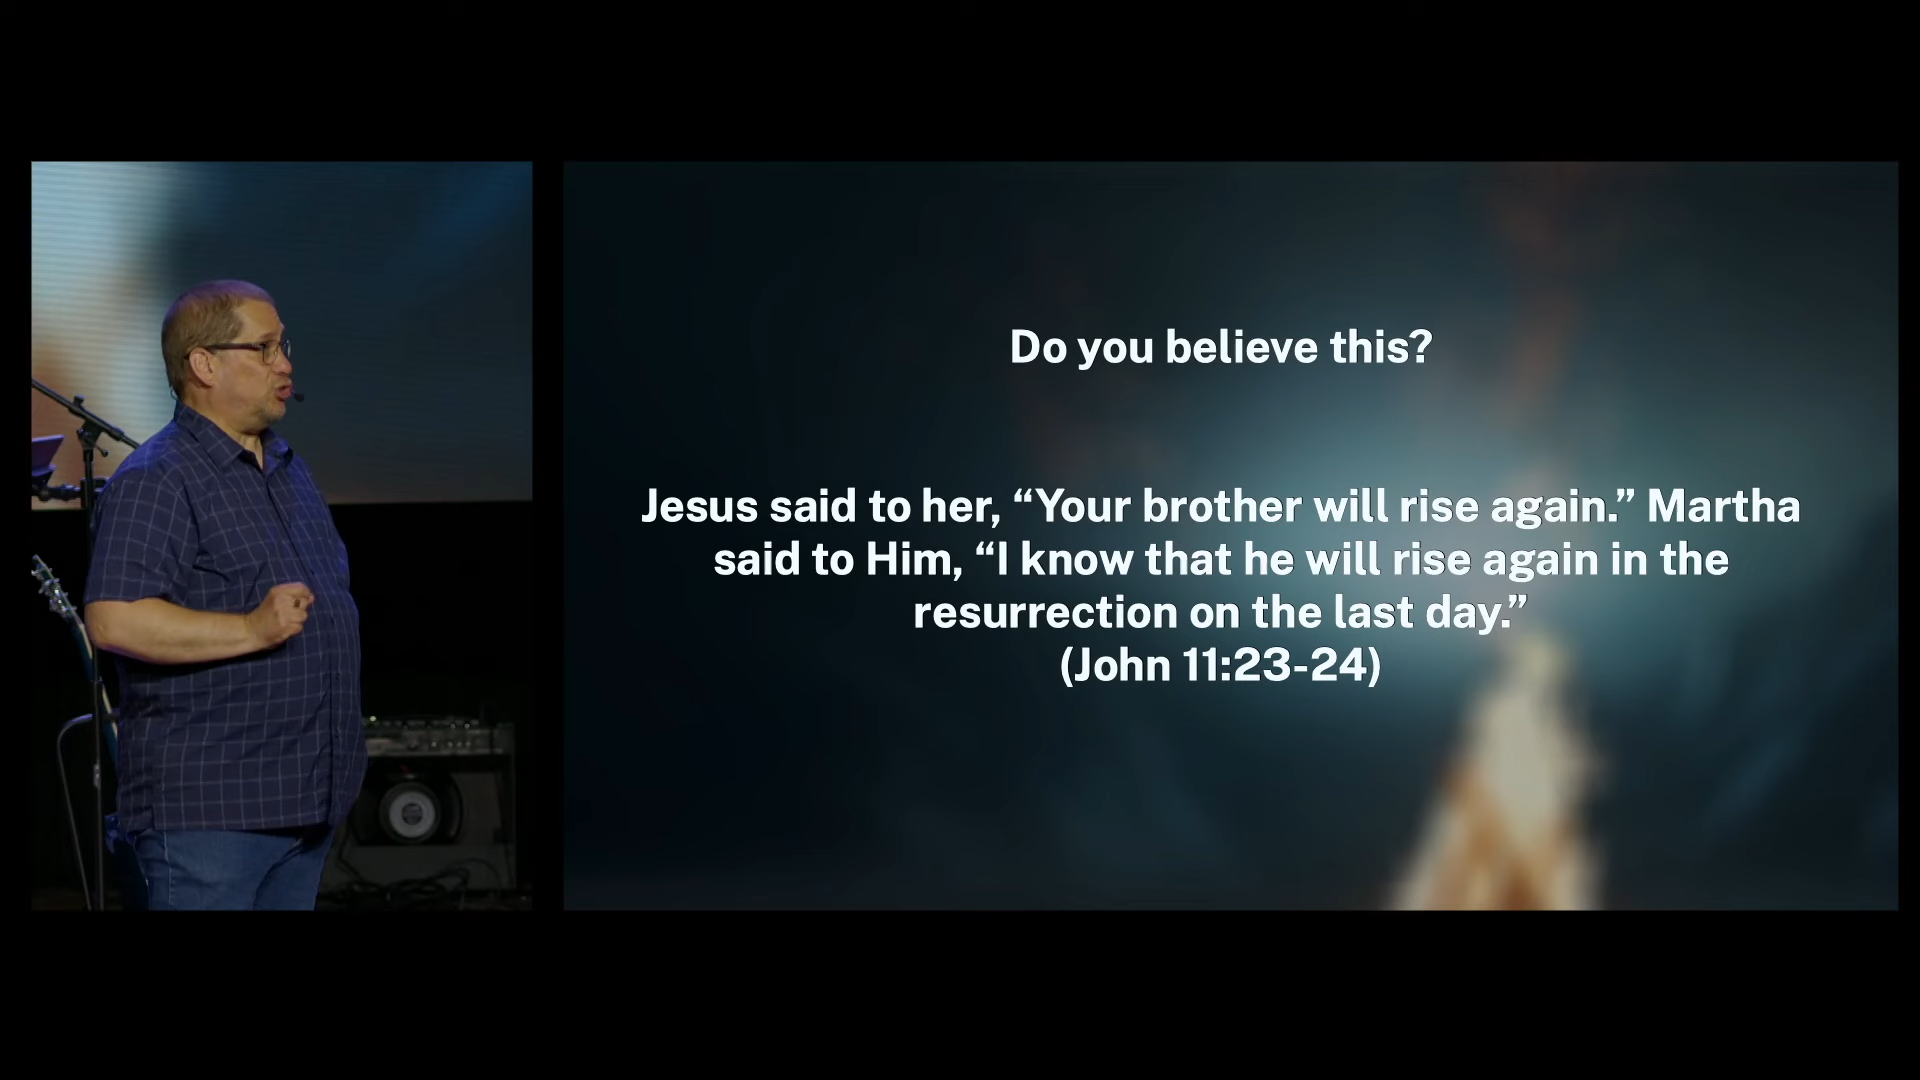 Do you believe this?
Jesus said to her, “Your brother will rise again.” Martha
said to Him, “I know that he will rise again in the
resurrection on the last day.”
(John 11:23-24)